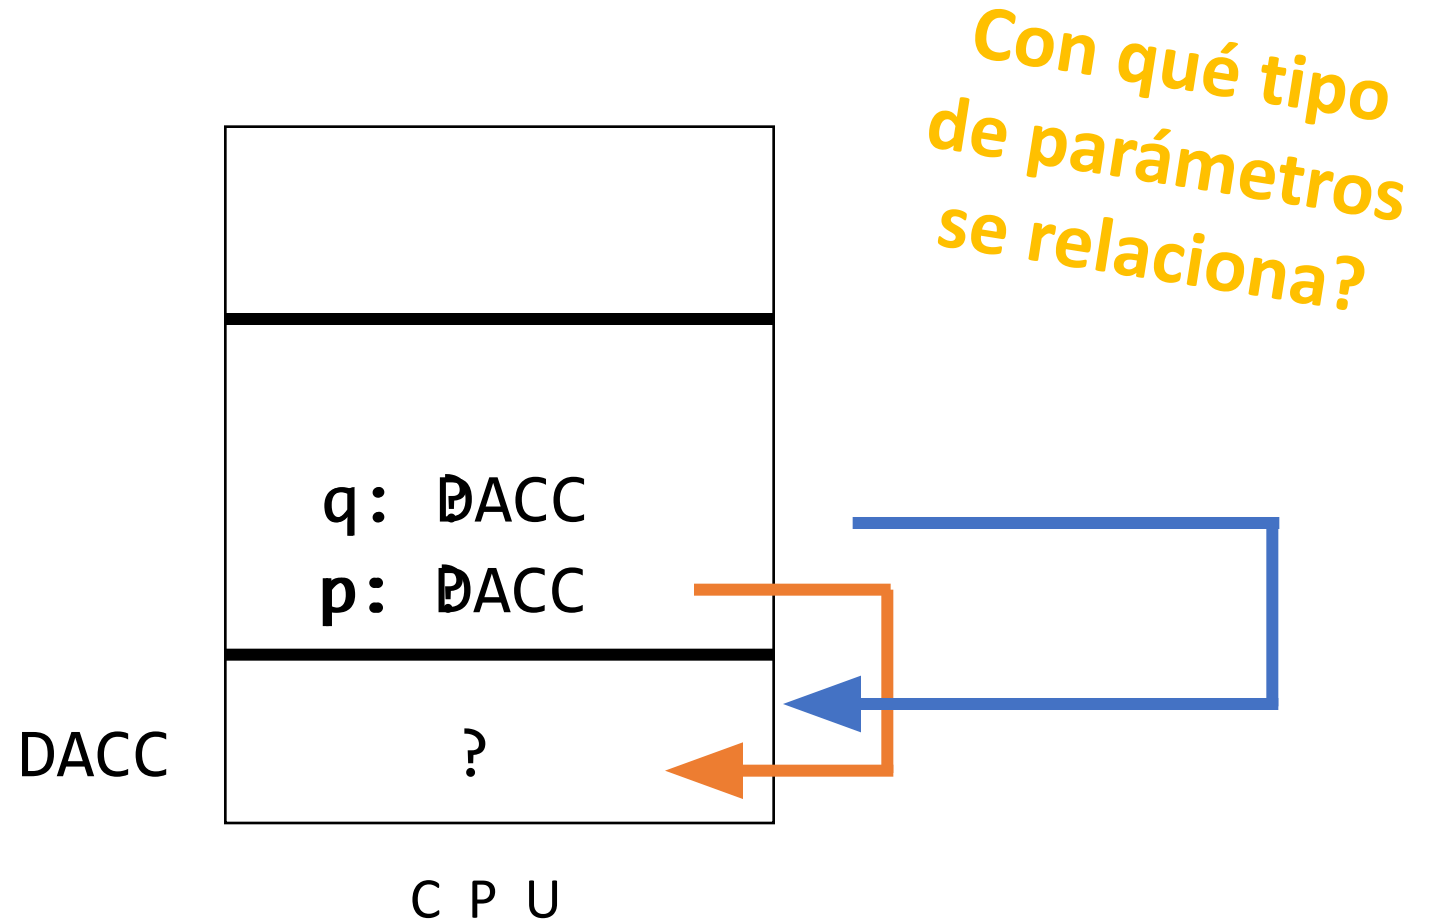 Con qué tipo
de parámetros
se relaciona?
q: DACC ?
p: DACC ?
DACC ?
C P U